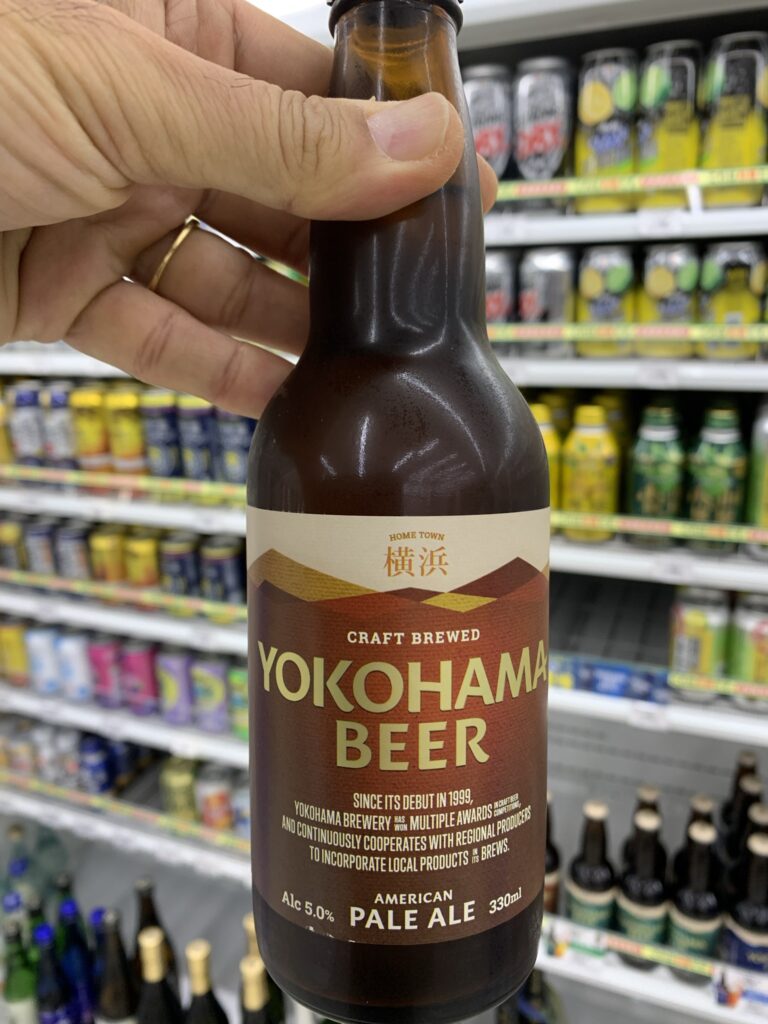 HOME TOWN
横浜
CRAFT BREWED
YOKOHAMA
BEER
SINCE ITS DEBUT IN 1999,
YOKOHAMA BREWERY HAS WON MULTIPLE AWARDS IN CRAFT BEER COMPETITIONS,
AND CONTINUOUSLY COOPERATES WITH REGIONAL PRODUCERS
TO INCORPORATE LOCAL PRODUCTS IN ITS BREWS.
Alc 5.0% AMERICAN PALE ALE 330ml